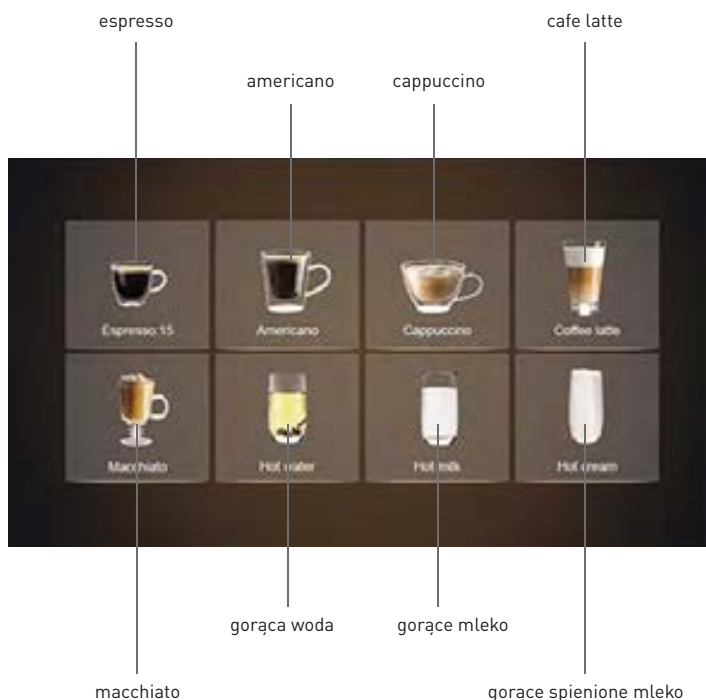 espresso
cafe latte
americano
cappuccino
Espresso 15
Americano
Cappuccino
Coffee latte
Macchiato
Hot water
Hot milk
Hot cream
gorąca woda
gorące mleko
macchiato
gorące spienione mleko